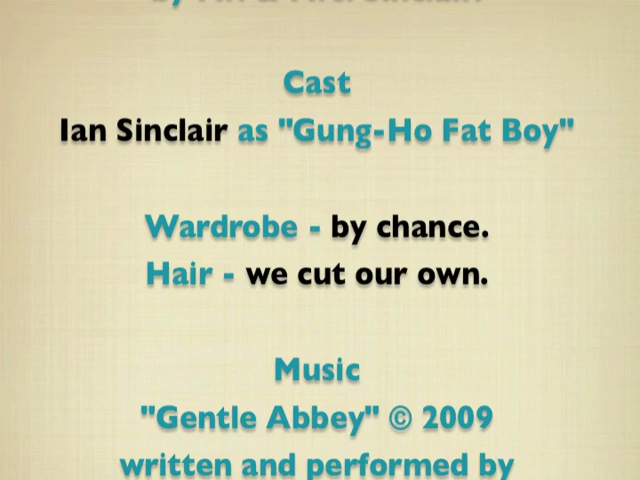 Cast
Ian Sinclair as "Gung-Ho Fat Boy"
Wardrobe - by chance.
Hair - we cut our own.
Music
"Gentle Abbey" © 2009
written and performed by